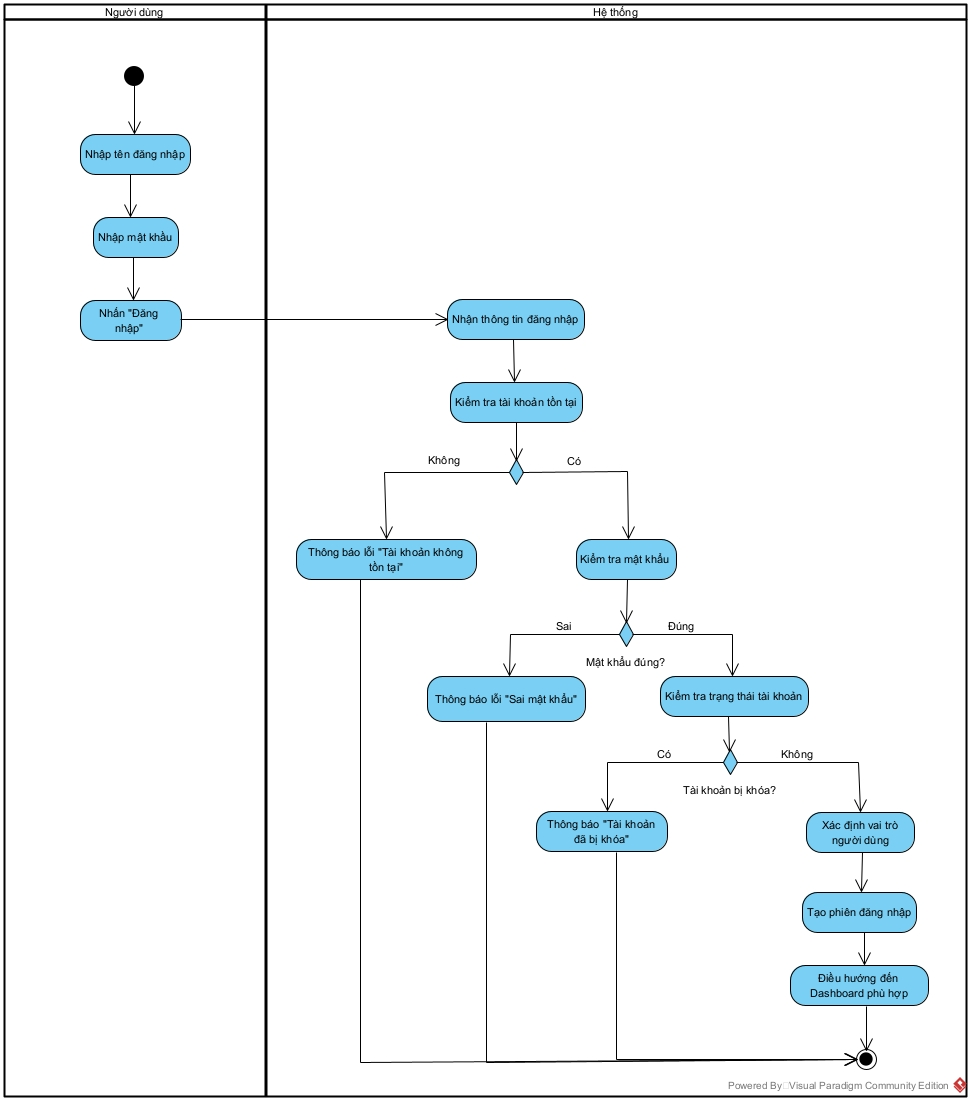 Người dùng
Hệ thống
Nhập tên đăng nhập
Nhập mật khẩu
Nhấn "Đăng
nhập"
Nhận thông tin đăng nhập
Kiểm tra tài khoản tồn tại
Không
Có
Thông báo lỗi "Tài khoản không
tồn tại"
Kiểm tra mật khẩu
Sai
Đúng
Mật khẩu đúng?
Thông báo lỗi "Sai mật khẩu"
Kiểm tra trạng thái tài khoản
Có
Không
Tài khoản bị khóa?
Thông báo "Tài khoản
đã bị khóa"
Xác định vai trò
người dùng
Tạo phiên đăng nhập
Điều hướng đến
Dashboard phù hợp
Powered By Visual Paradigm Community Edition